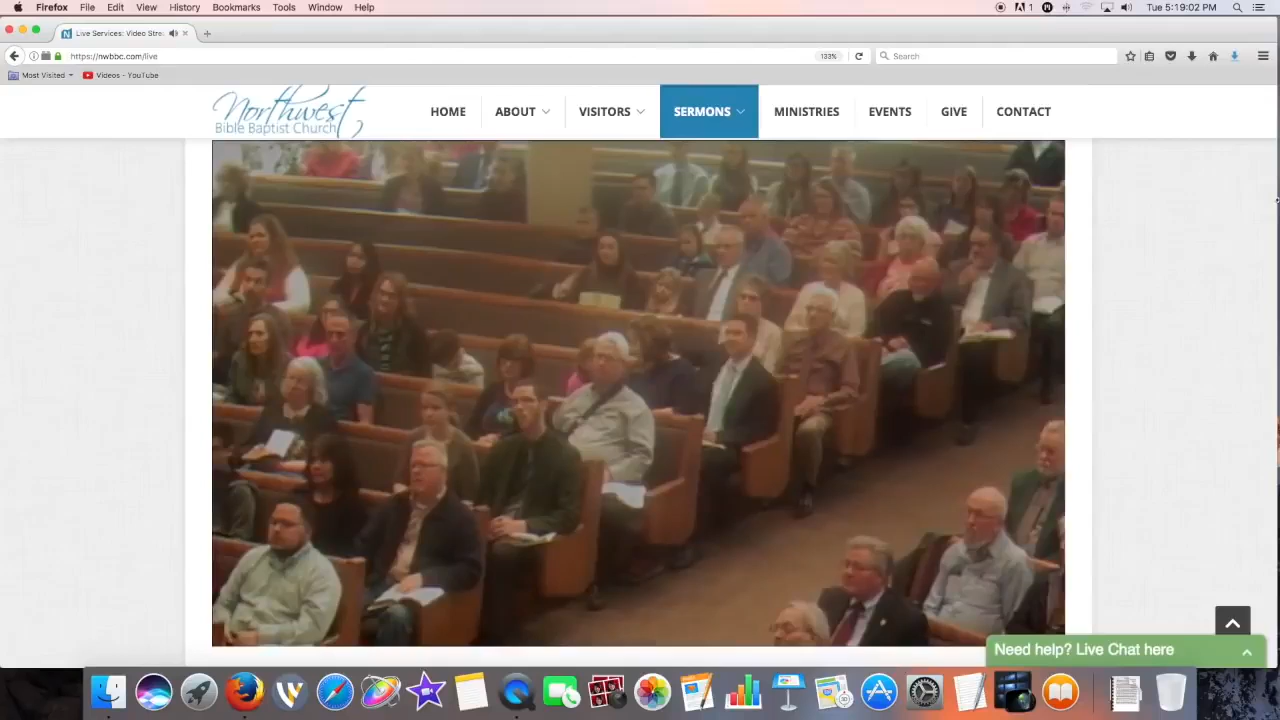 Firefox File Edit View History Bookmarks Tools Window Help 1 Tue 5:19:02 PM
Live Services: Video Stre
https://nwbbc.com/live 133% Search
Most Visited Videos - YouTube
Northwest
Bible Baptist Church
HOME ABOUT VISITORS SERMONS MINISTRIES EVENTS GIVE CONTACT
Need help? Live Chat here